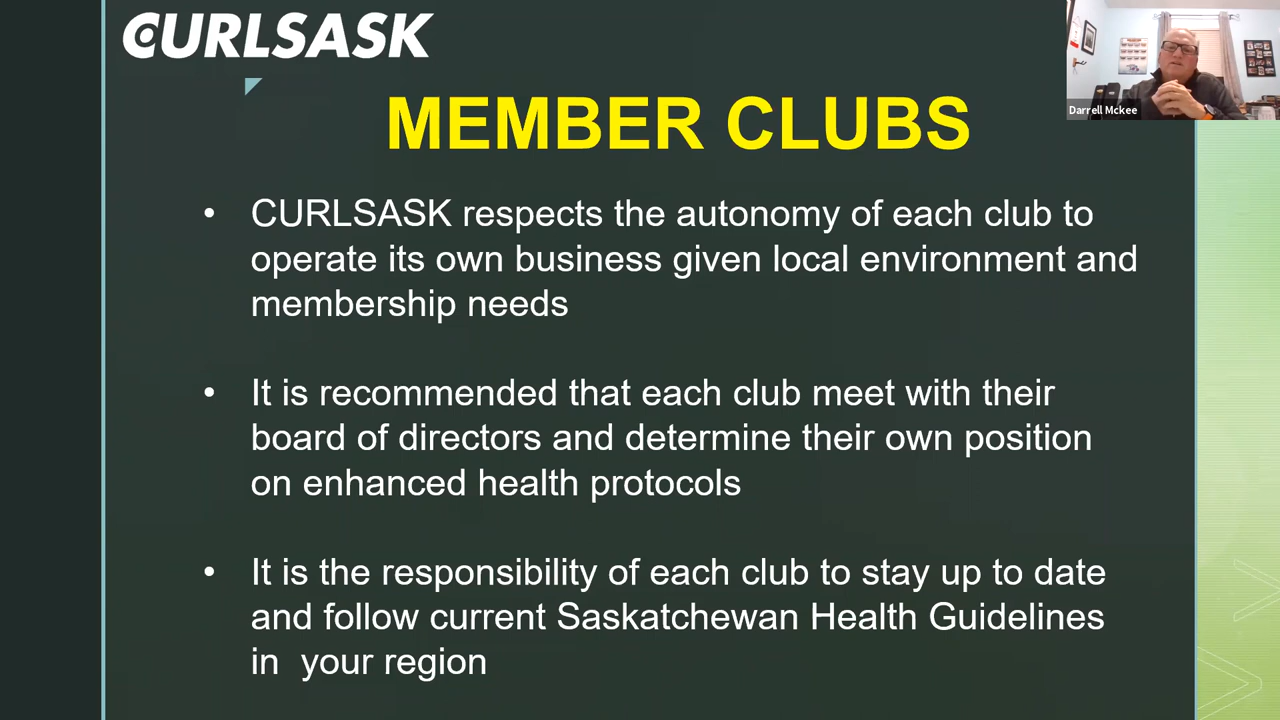 CURLSASK
Darrell Mckee
MEMBER CLUBS
• CURLSASK respects the autonomy of each club to
operate its own business given local environment and
membership needs
• It is recommended that each club meet with their
board of directors and determine their own position
on enhanced health protocols
• It is the responsibility of each club to stay up to date
and follow current Saskatchewan Health Guidelines
in  your region